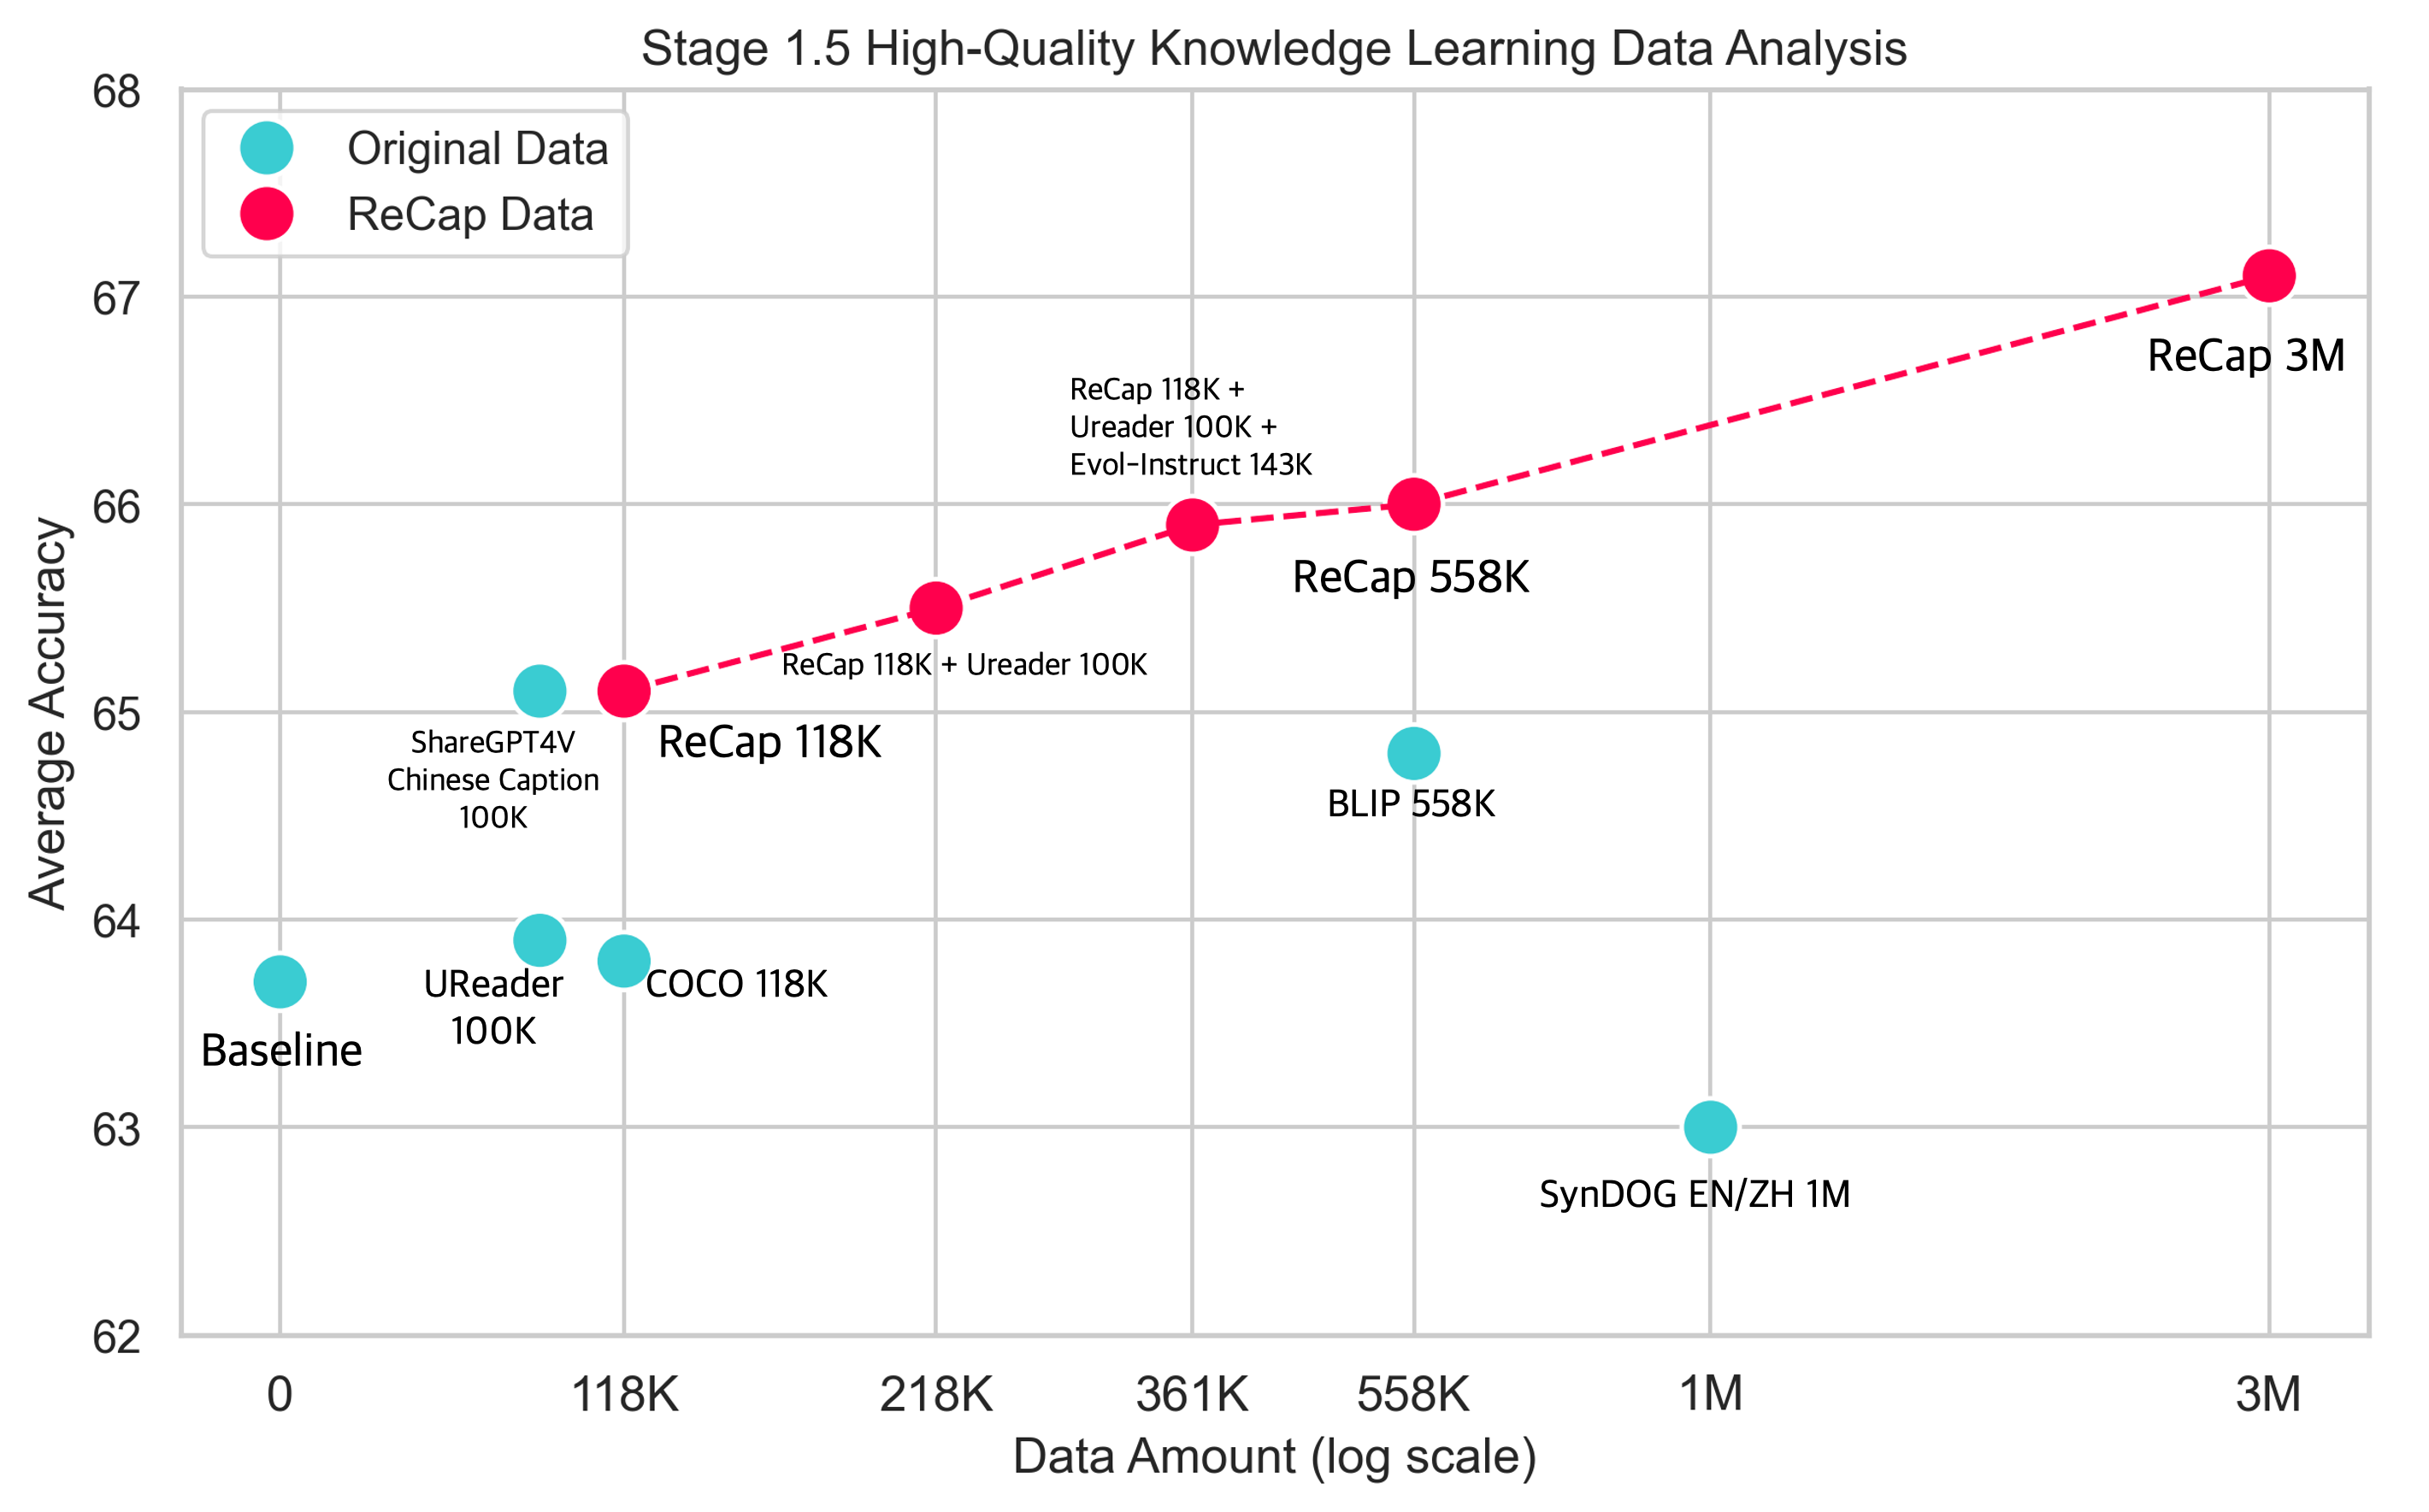 Stage 1.5 High-Quality Knowledge Learning Data Analysis
68
67
66
65
64
63
62
Average Accuracy
Original Data
ReCap Data
ReCap 3M
ReCap 118K +
Ureader 100K +
Evol-Instruct 143K
ReCap 558K
ReCap 118K + Ureader 100K
ShareGPT4V
Chinese Caption
100K
ReCap 118K
BLIP 558K
UReader
100K
COCO 118K
Baseline
SynDOG EN/ZH 1M
0
118K
218K
361K
558K
1M
3M
Data Amount (log scale)